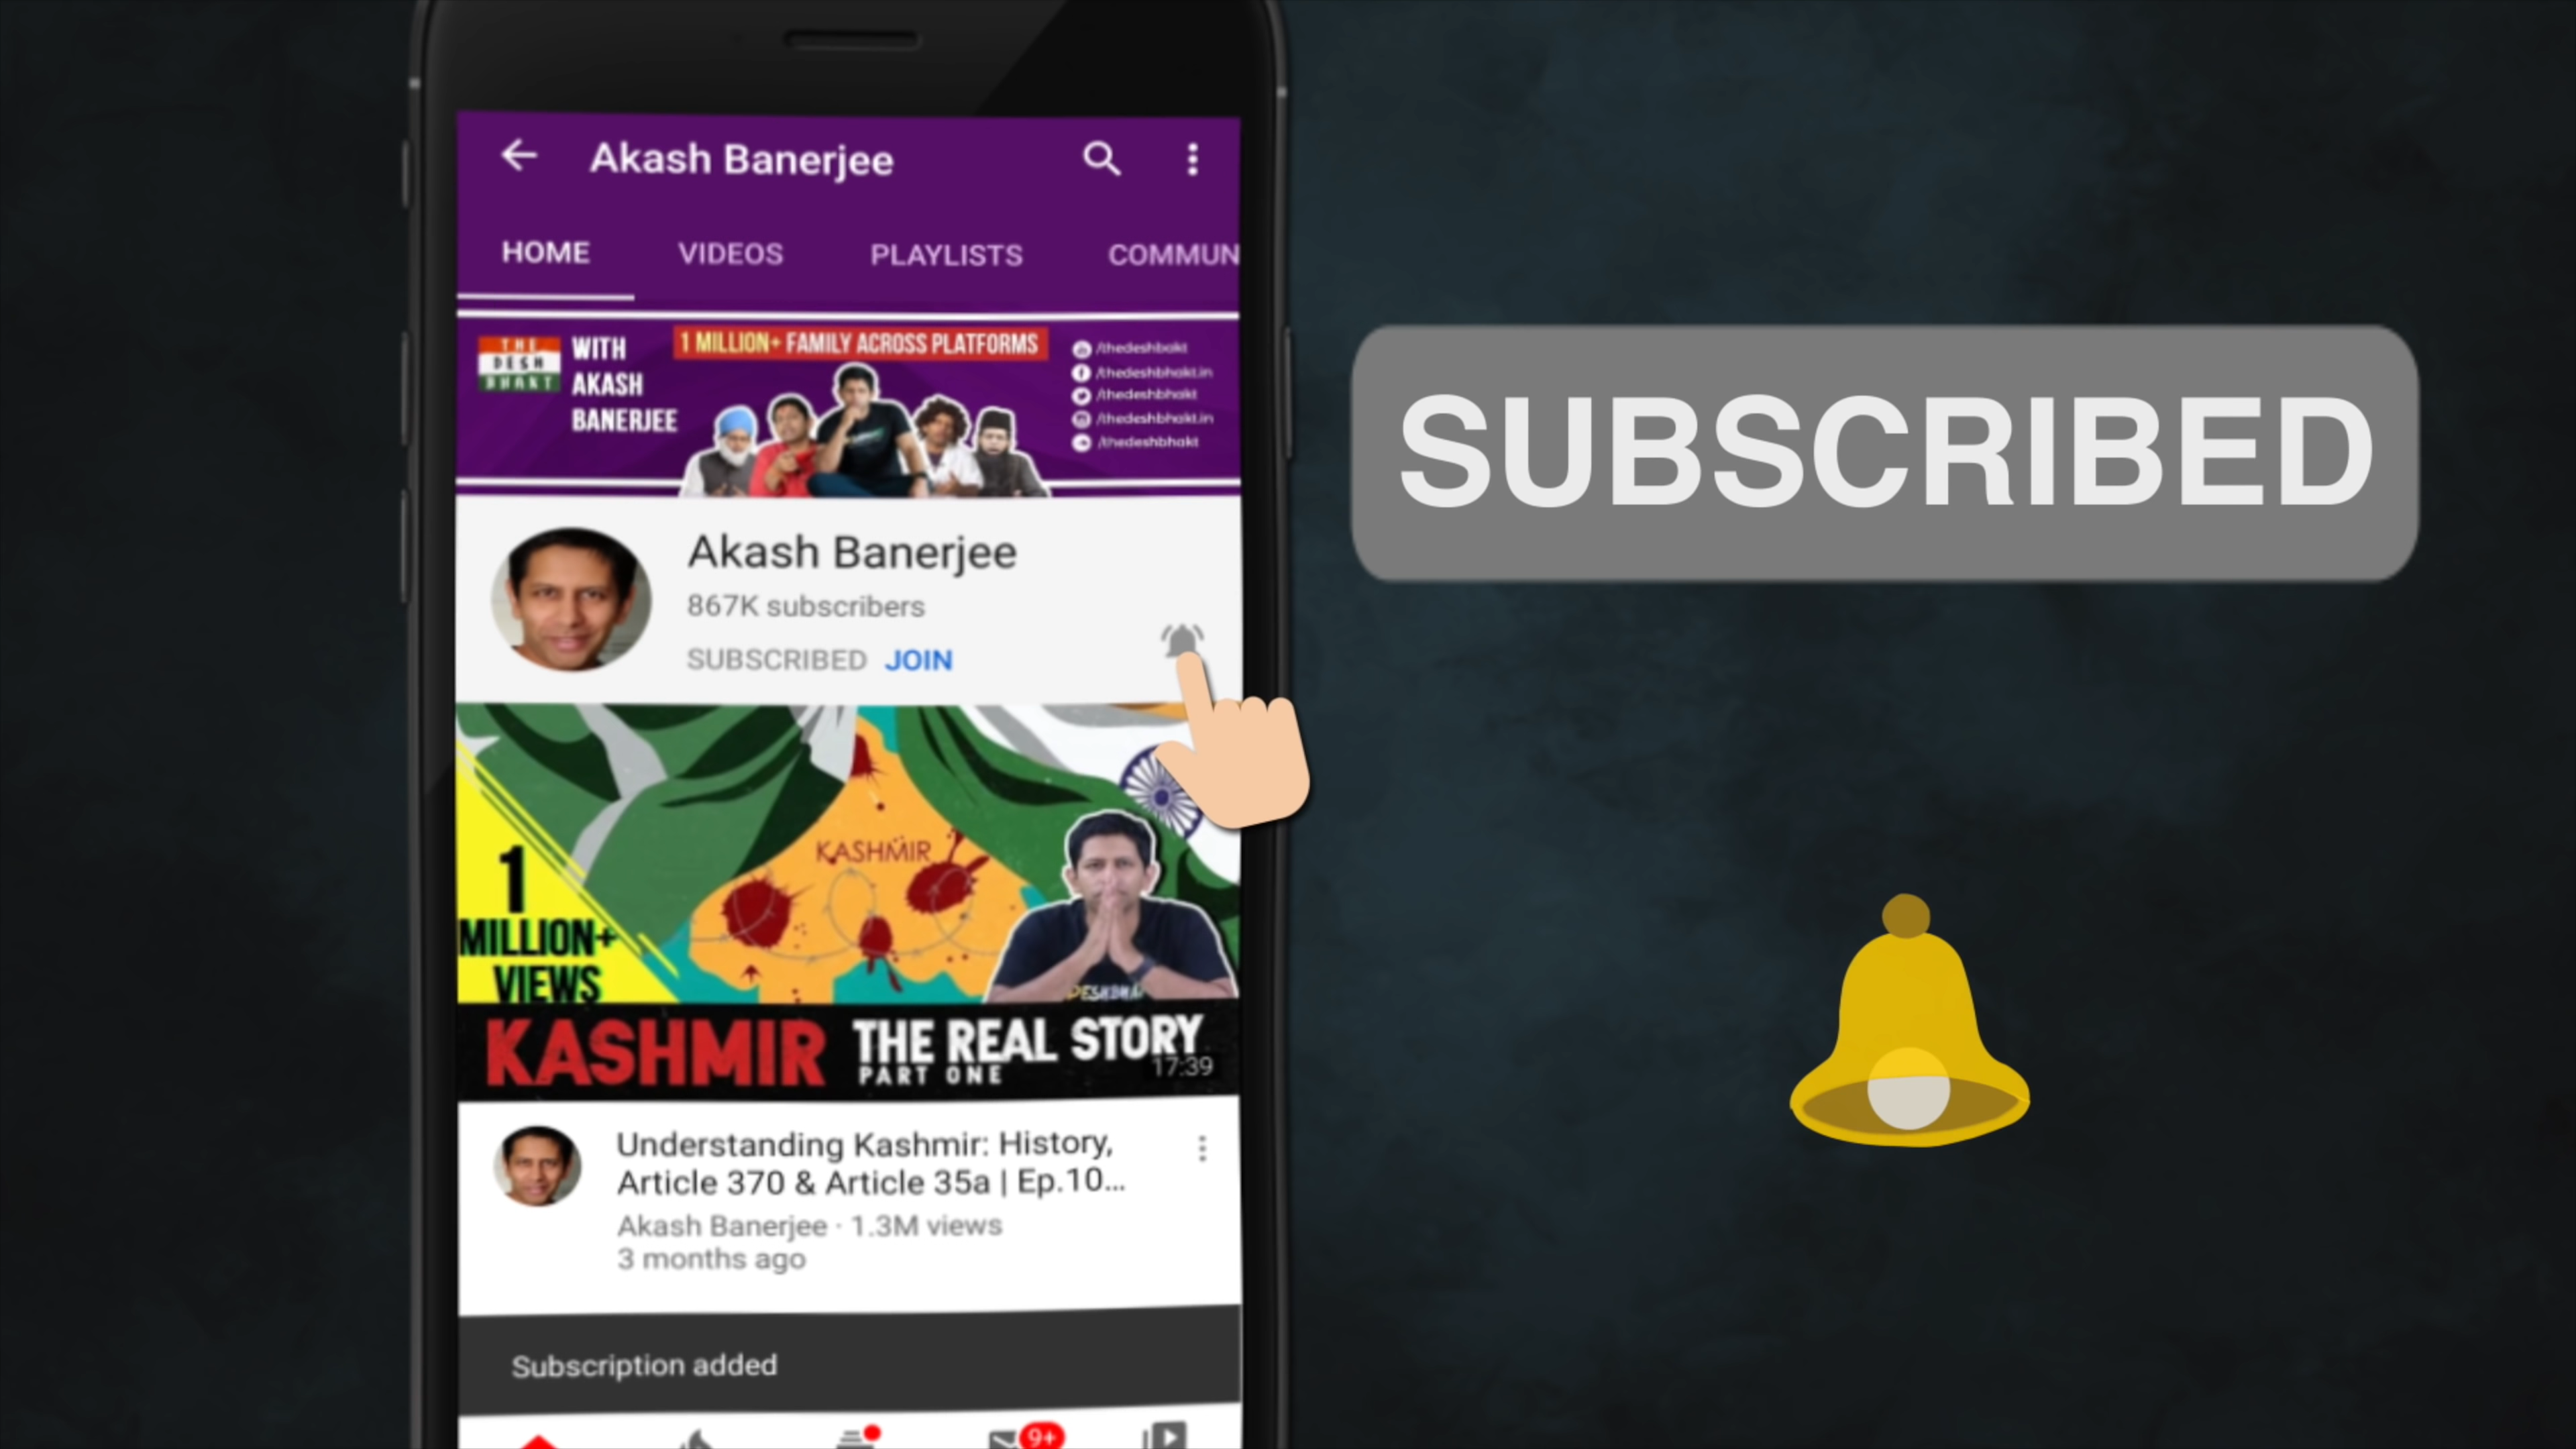 Akash Banerjee
HOME VIDEOS PLAYLISTS COMMUN
THE
DESH
BHAKT
WITH
AKASH
BANERJEE
1 MILLION+ FAMILY ACROSS PLATFORMS
/thedeshbakt
/thedeshbhakt.in
/thedeshbhakt
/thedeshbhakt.in
/thedeshbhakt
Akash Banerjee
867K subscribers
SUBSCRIBED JOIN
KASHMIR
1
MILLION+
VIEWS
KASHMIR THE REAL STORY
PART ONE
17:39
Understanding Kashmir: History,
Article 370 & Article 35a | Ep.10...
Akash Banerjee · 1.3M views
3 months ago
Subscription added
9+
SUBSCRIBED